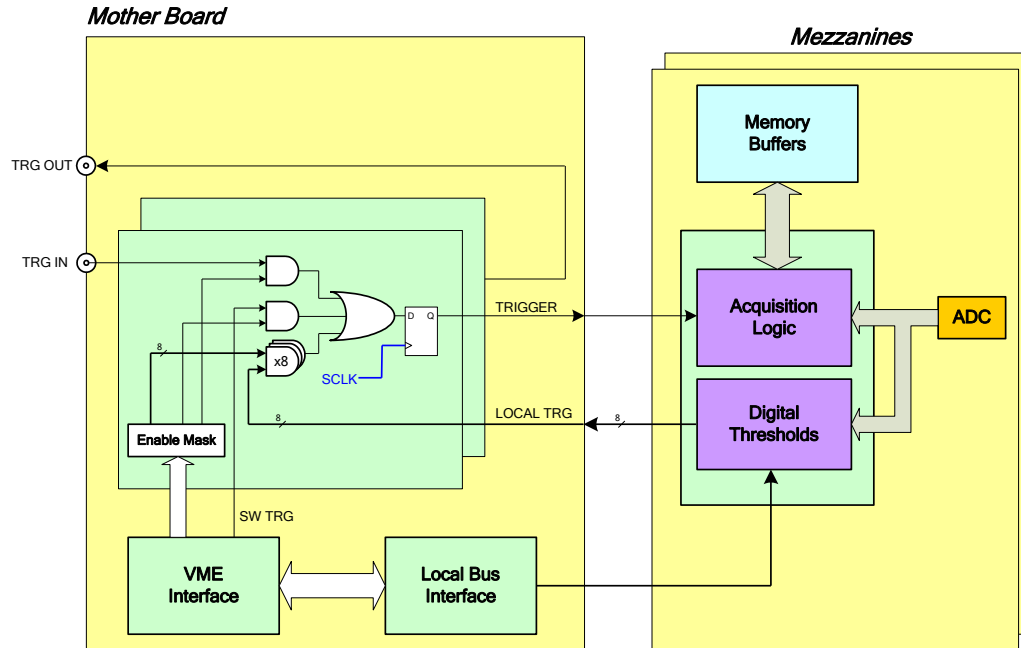 Mother Board
Mezzanines
Memory
Buffers
TRG OUT
TRG IN
TRIGGER
D Q
Acquisition
Logic
ADC
8
x8
SCLK
LOCAL TRG
8
8
Digital
Thresholds
Enable Mask
SW TRG
VME
Interface
Local Bus
Interface